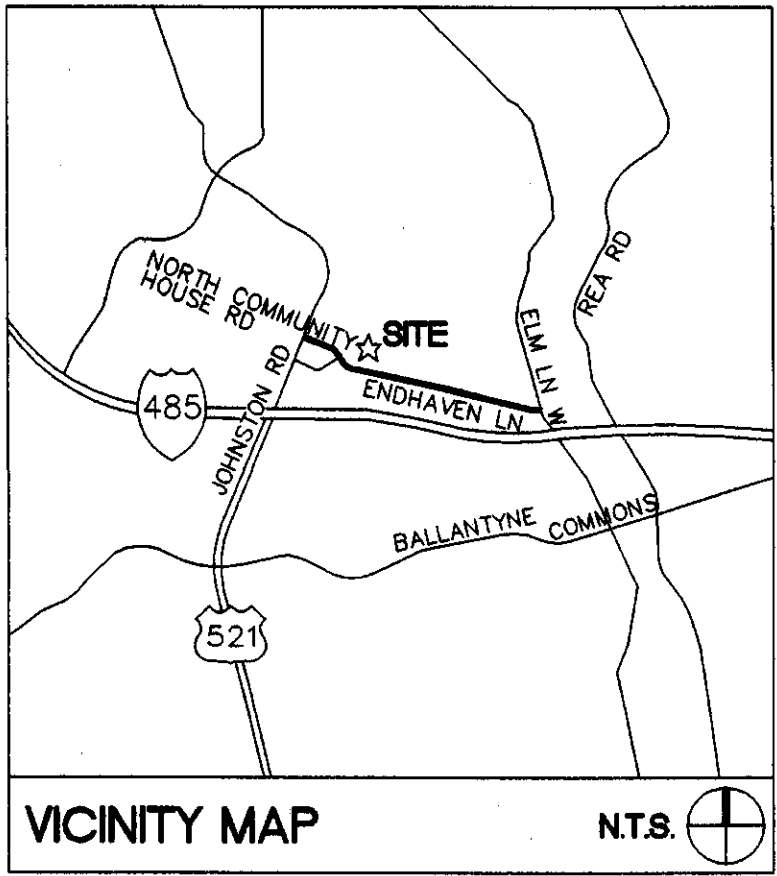 NORTH COMMUNITY
HOUSE RD
SITE
REA RD
ELM LN W
ENDHAVEN LN
JOHNSTON RD
485
BALLANTYNE COMMONS
521
VICINITY MAP
N.T.S.